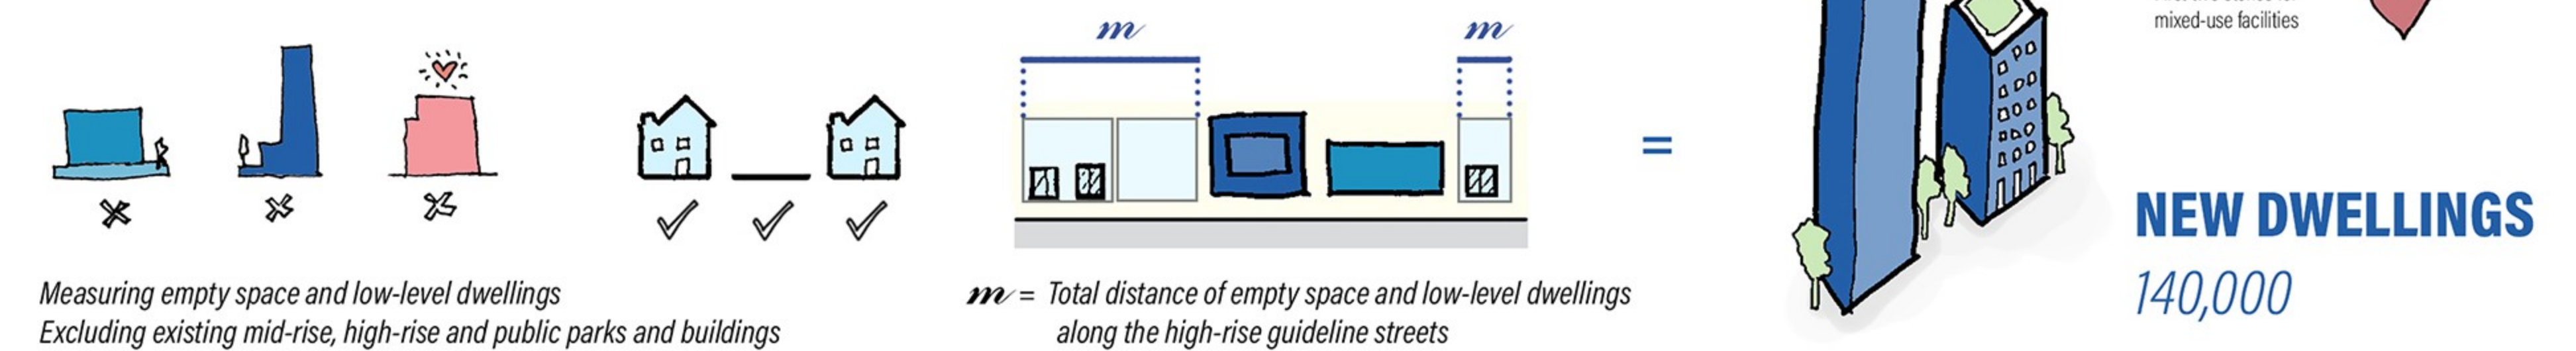 m
m
mixed-use facilities
=
NEW DWELLINGS
140,000
Measuring empty space and low-level dwellings
Excluding existing mid-rise, high-rise and public parks and buildings
m = Total distance of empty space and low-level dwellings
along the high-rise guideline streets